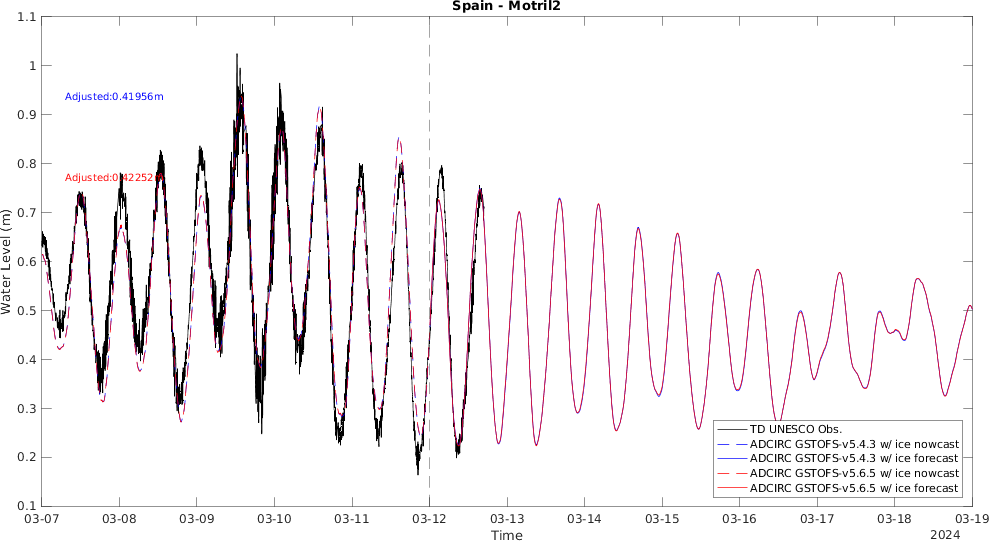 Spain - Motril2
1.1
1
0.9
0.8
0.7
0.6
0.5
0.4
0.3
0.2
0.1
Water Level (m)
Adjusted:0.41956m
Adjusted:0.42252m
TD UNESCO Obs.
ADCIRC GSTOFS-v5.4.3 w/ ice nowcast
ADCIRC GSTOFS-v5.4.3 w/ ice forecast
ADCIRC GSTOFS-v5.6.5 w/ ice nowcast
ADCIRC GSTOFS-v5.6.5 w/ ice forecast
03-07 03-08 03-09 03-10 03-11 03-12 03-13 03-14 03-15 03-16 03-17 03-18 03-19
Time
2024